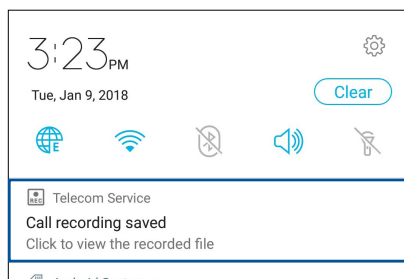 3:23PM
Tue, Jan 9, 2018
Clear
E
REC Telecom Service
Call recording saved
Click to view the recorded file